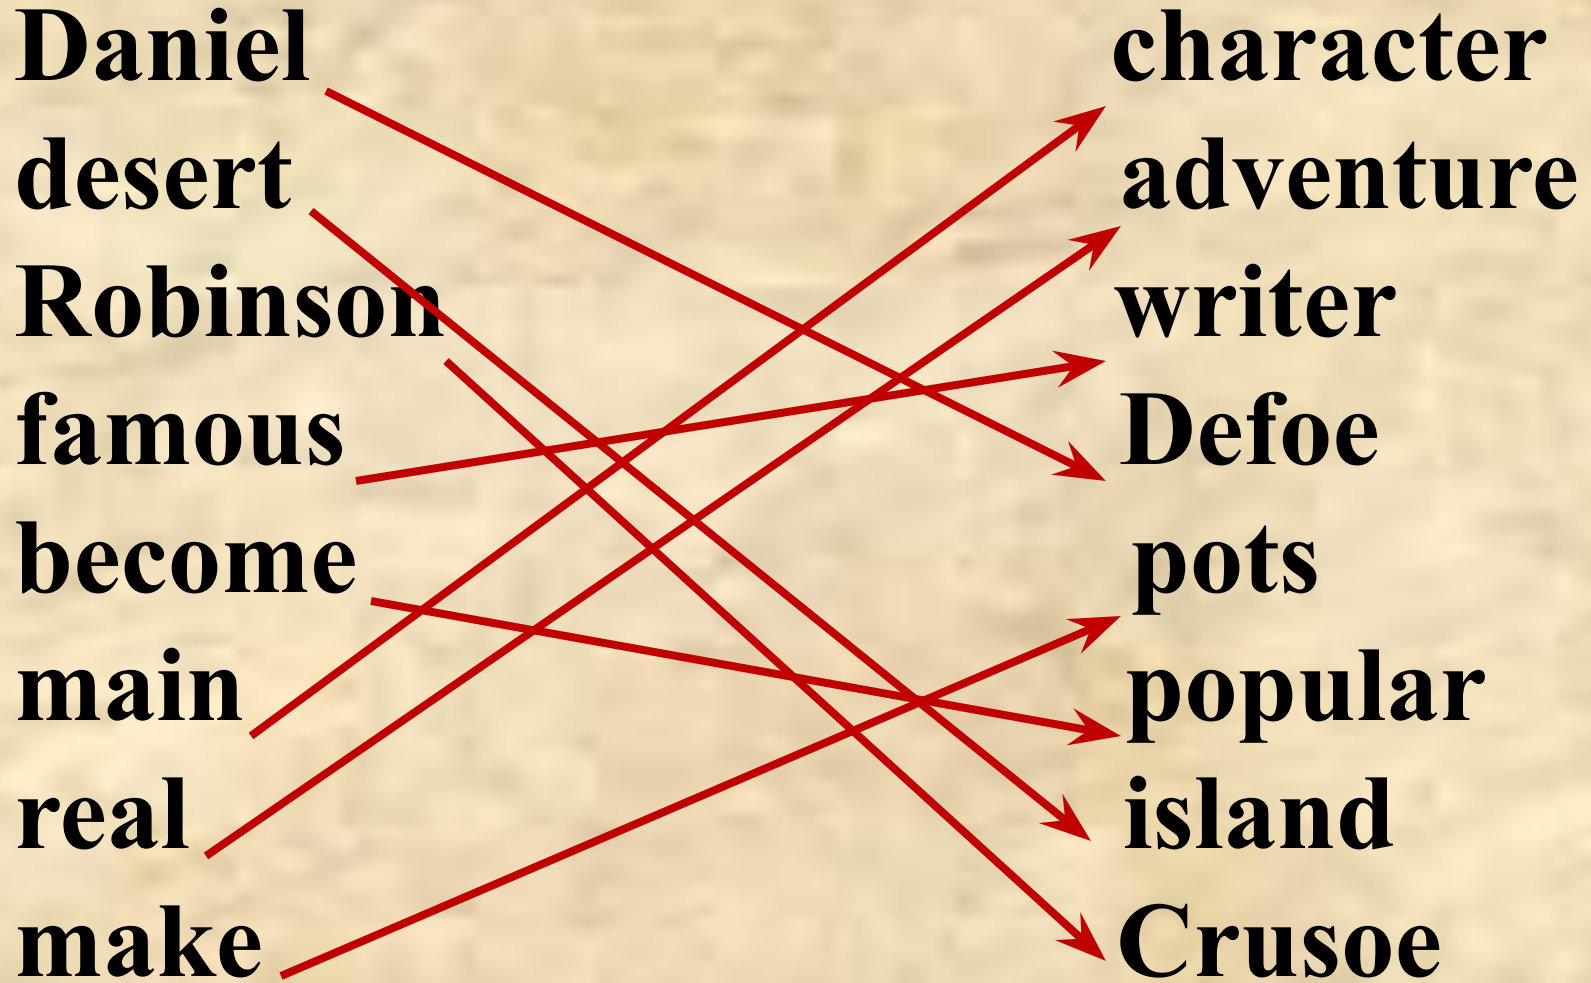 Daniel character
desert adventure
Robinson writer
famous Defoe
become pots
main popular
real island
make Crusoe